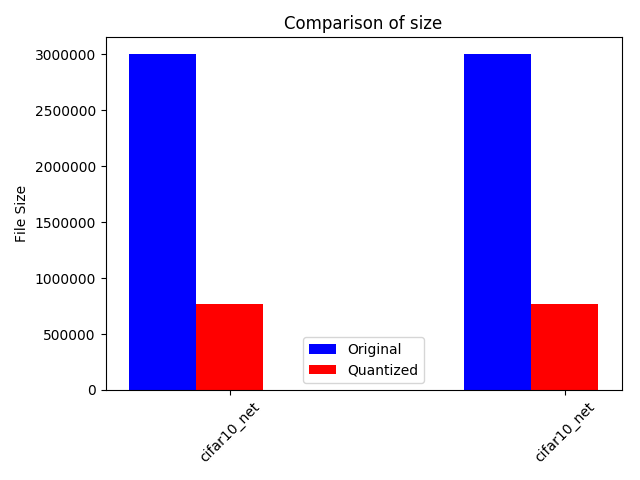 Comparison of size
File Size
3000000
2500000
2000000
1500000
1000000
500000
0
Original
Quantized
cifar10_net
cifar10_net